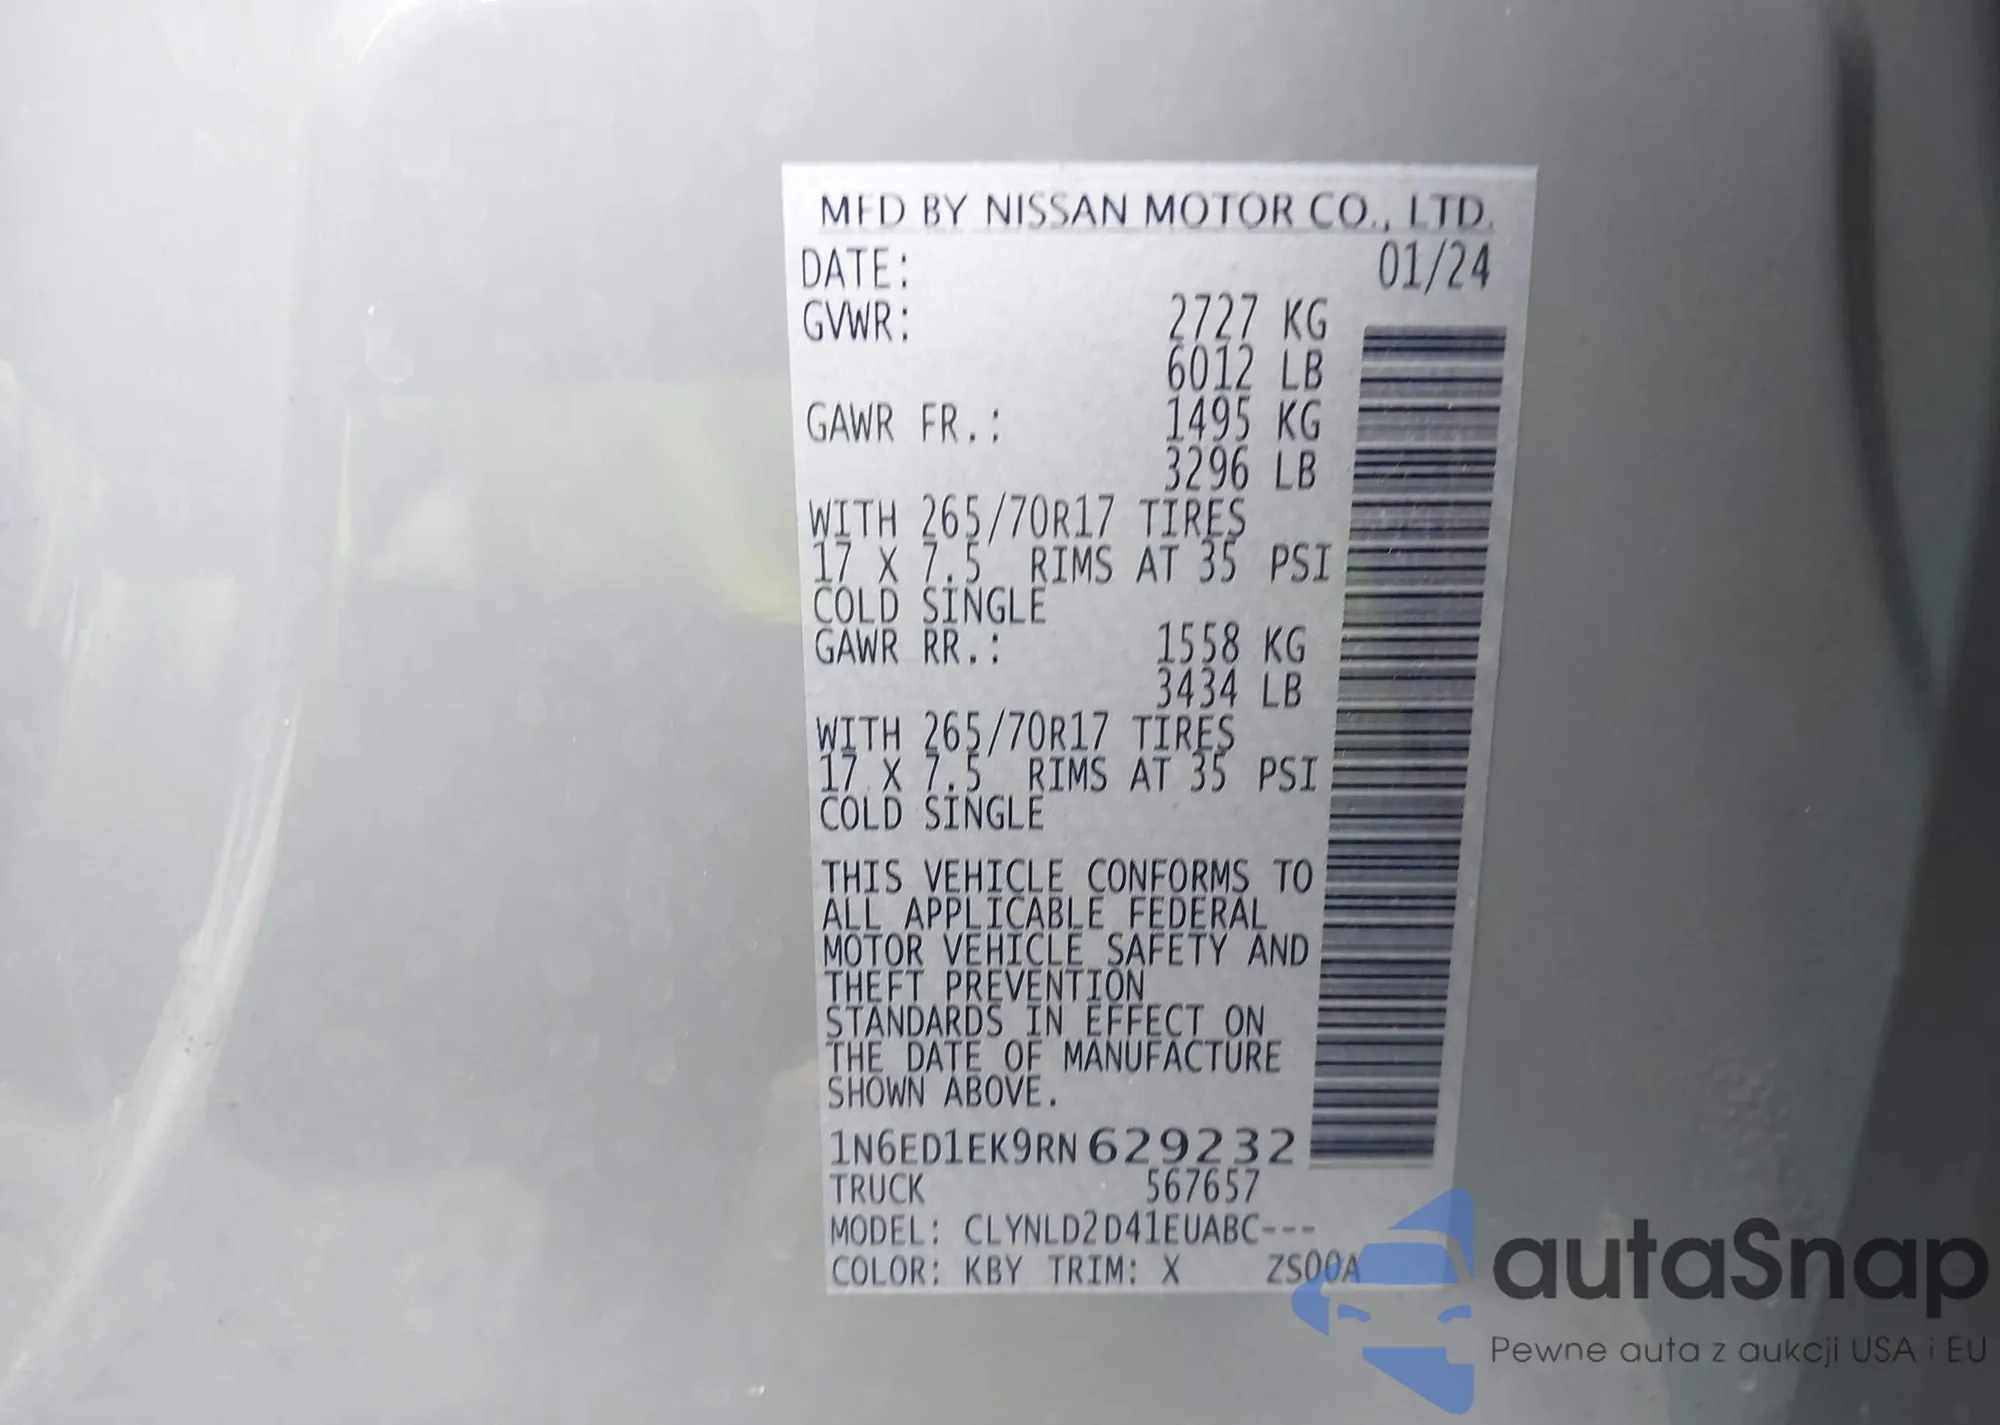 MFD BY NISSAN MOTOR CO., LTD.
DATE: 01/24
GVWR: 2727 KG
6012 LB
GAWR FR.: 1495 KG
3296 LB
WITH 265/70R17 TIRES
17 X 7.5 RIMS AT 35 PSI
COLD SINGLE
GAWR RR.: 1558 KG
3434 LB
WITH 265/70R17 TIRES
17 X 7.5 RIMS AT 35 PSI
COLD SINGLE
THIS VEHICLE CONFORMS TO
ALL APPLICABLE FEDERAL
MOTOR VEHICLE SAFETY AND
THEFT PREVENTION
STANDARDS IN EFFECT ON
THE DATE OF MANUFACTURE
SHOWN ABOVE.
1N6ED1EK9RN629232
TRUCK 567657
MODEL: CLYNLD2D41EUABC---
COLOR: KBY TRIM: X ZS00A
autaSnap
Pewne auta z aukcji USA i EU